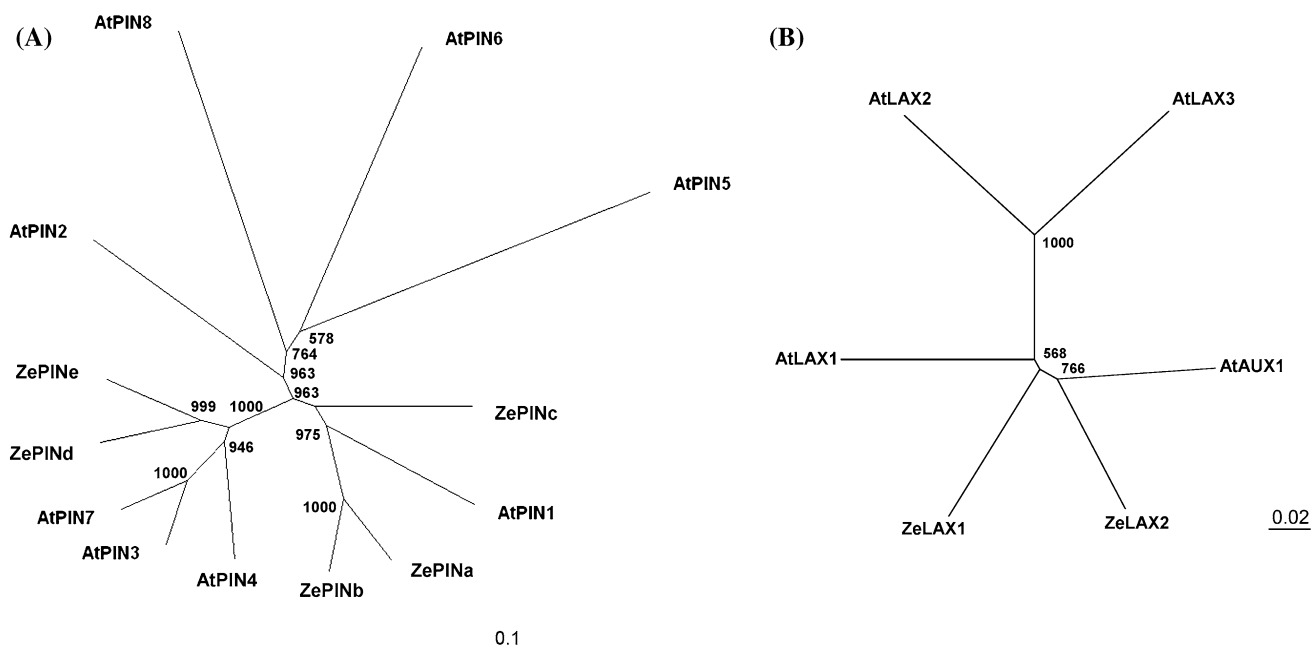 (A)
AtPIN8
AtPIN6
AtPIN5
AtPIN2
578
764
963
963
ZePINe
999
1000
ZePINc
975
ZePINd
946
1000
AtPIN7
AtPIN3
AtPIN4
1000
AtPIN1
ZePINa
ZePINb
0.1
(B)
AtLAX2
AtLAX3
1000
AtLAX1
568
766
AtAUX1
ZeLAX1
ZeLAX2
0.02